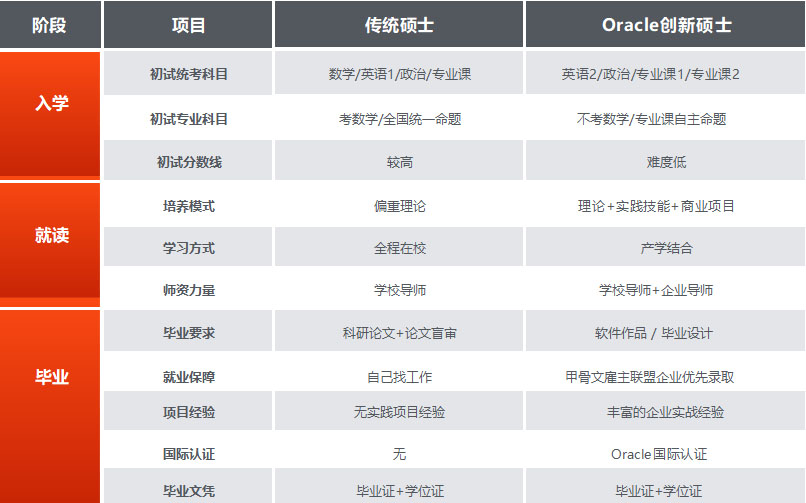 阶段 项目 传统硕士 Oracle创新硕士
入学
初试统考科目 数学/英语1/政治/专业课 英语2/政治/专业课1/专业课2
初试专业科目 考数学/全国统一命题 不考数学/专业课自主命题
初试分数线 较高 难度低
就读
培养模式 偏重理论 理论+实践技能+商业项目
学习方式 全程在校 产学结合
师资力量 学校导师 学校导师+企业导师
毕业
毕业要求 科研论文+论文盲审 软件作品 / 毕业设计
就业保障 自己找工作 甲骨文雇主联盟企业优先录取
项目经验 无实践项目经验 丰富的企业实战经验
国际认证 无 Oracle国际认证
毕业文凭 毕业证+学位证 毕业证+学位证